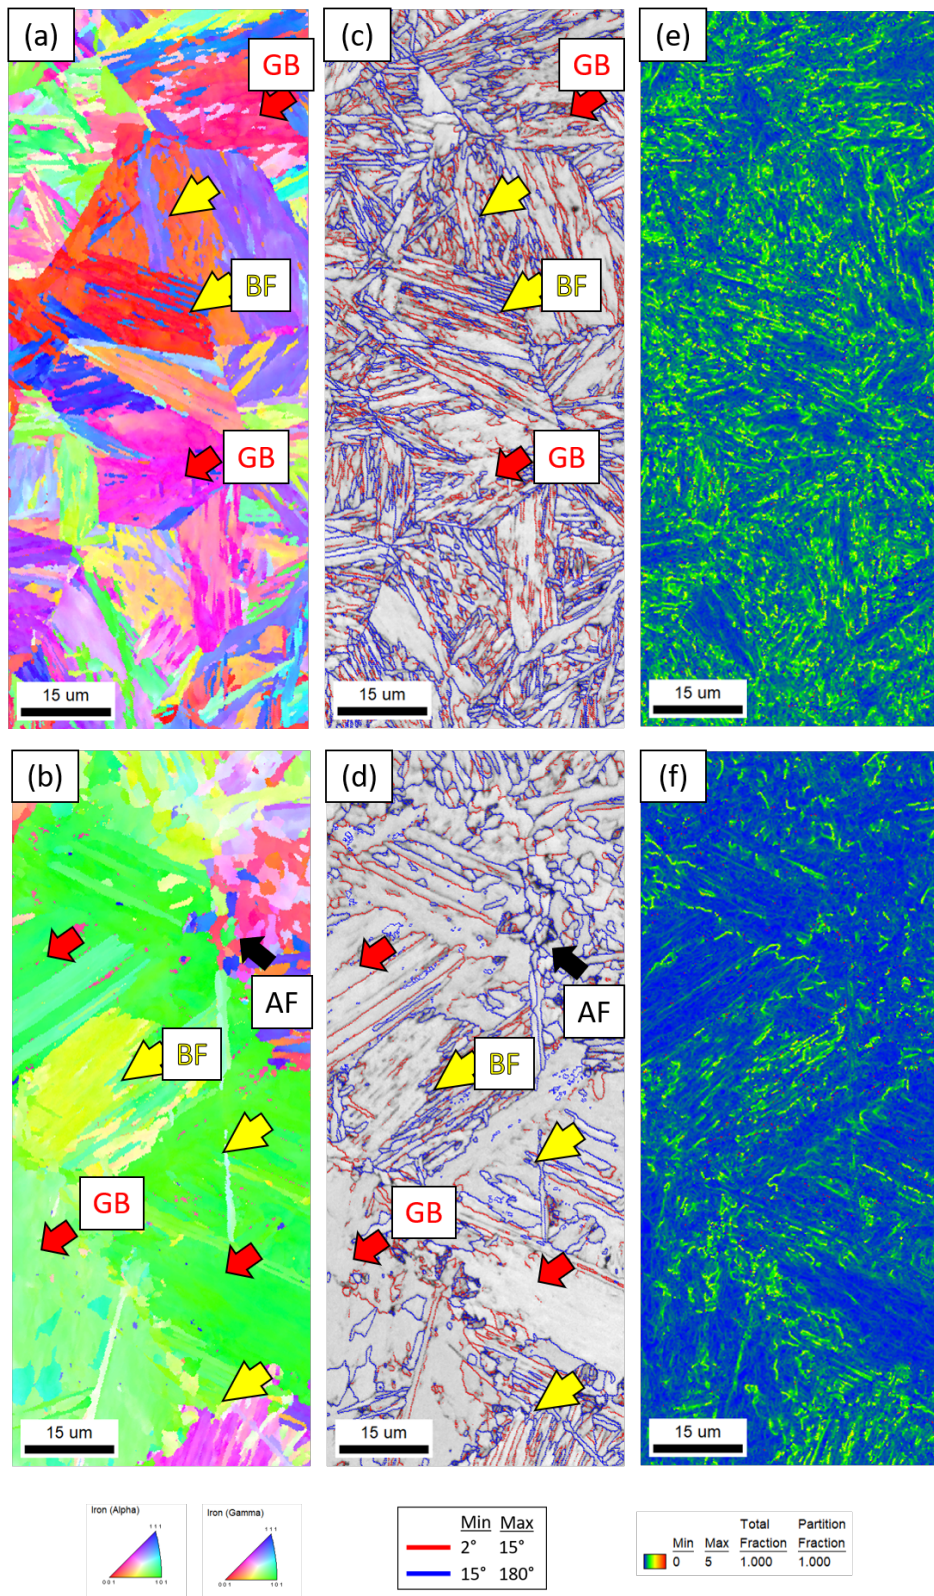 (a)
(c)
(e)
GB
GB
BF
BF
GB
GB
15 um
15 um
15 um
(b)
(d)
(f)
AF
AF
BF
BF
GB
GB
15 um
15 um
15 um
Iron (Alpha)
111
001
101
Iron (Gamma)
111
001
101
Min Max
2° 15°
15° 180°
Total Partition
Min Max Fraction Fraction
0 5 1.000 1.000